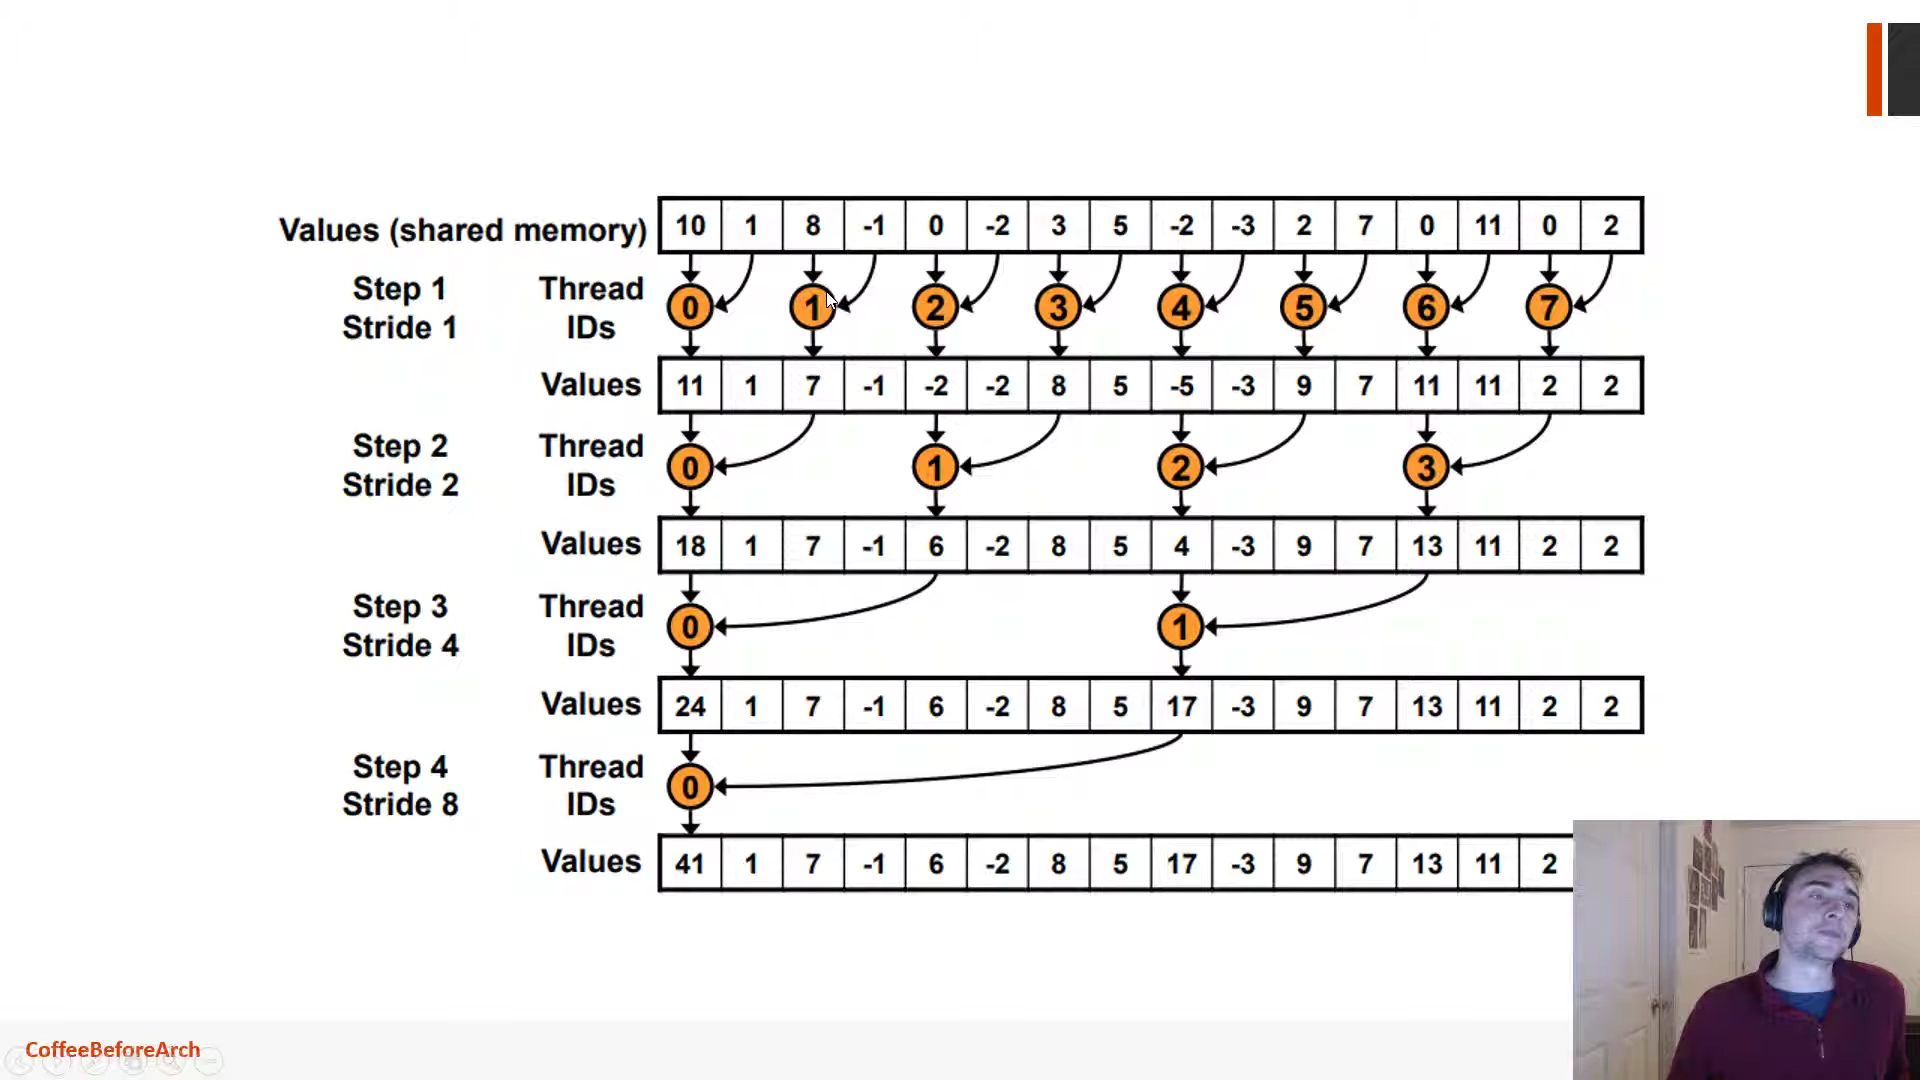 Values (shared memory) 10 1 8 -1 0 -2 3 5 -2 -3 2 7 0 11 0 2
Step 1 Thread
Stride 1 IDs
0 1 2 3 4 5 6 7
Values 11 1 7 -1 -2 -2 8 5 -5 -3 9 7 11 11 2 2
Step 2 Thread
Stride 2 IDs
0 1 2 3
Values 18 1 7 -1 6 -2 8 5 4 -3 9 7 13 11 2 2
Step 3 Thread
Stride 4 IDs
0 1
Values 24 1 7 -1 6 -2 8 5 17 -3 9 7 13 11 2 2
Step 4 Thread
Stride 8 IDs
0
Values 41 1 7 -1 6 -2 8 5 17 -3 9 7 13 11 2
CoffeeBeforeArch